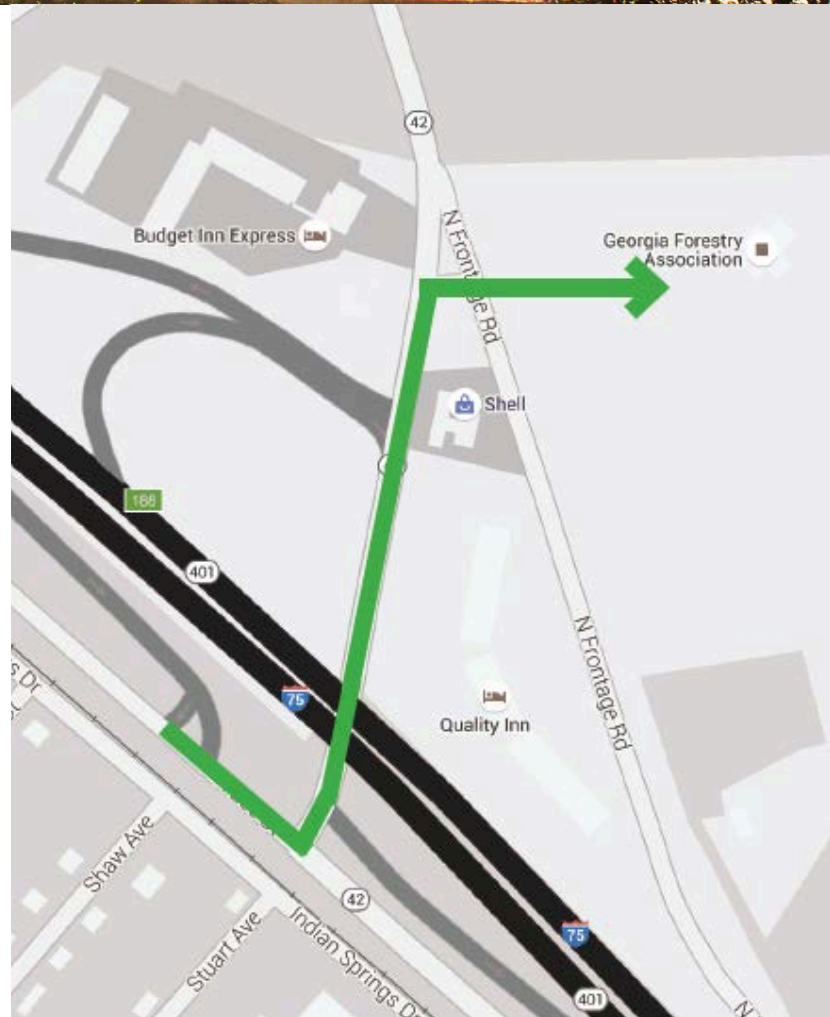 42
Budget Inn Express
N Frontage Rd
Georgia Forestry
Association
Shell
186
401
N Frontage Rd
75
Quality Inn
Shaw Ave
42
Stuart Ave
Indian Springs Dr
75
401
N